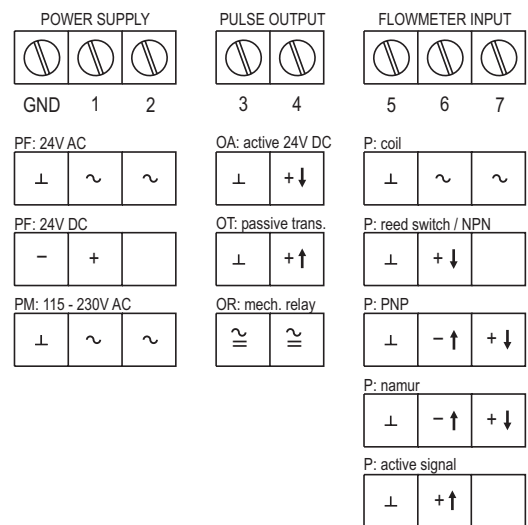 POWER SUPPLY
GND 1 2
PF: 24V AC
⊥ ~ ~
PF: 24V DC
− +
PM: 115 - 230V AC
⊥ ~ ~
PULSE OUTPUT
3 4
OA: active 24V DC
⊥ +↓
OT: passive trans.
⊥ +↑
OR: mech. relay
≅ ≅
FLOWMETER INPUT
5 6 7
P: coil
⊥ ~ ~
P: reed switch / NPN
⊥ +↓
P: PNP
⊥ −↑ +↓
P: namur
⊥ −↑ +↓
P: active signal
⊥ +↑